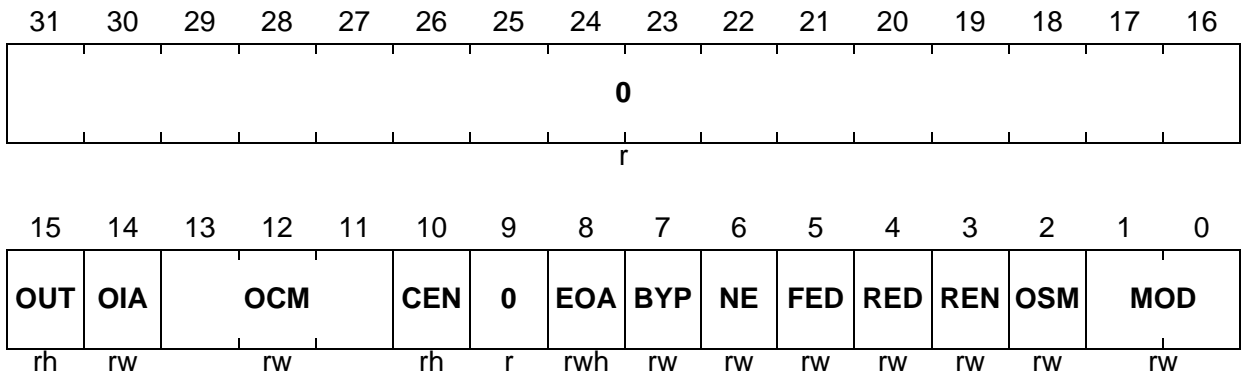 31 30 29 28 27 26 25 24 23 22 21 20 19 18 17 16
0
r
15 14 13 12 11 10 9 8 7 6 5 4 3 2 1 0
OUT OIA OCM CEN 0 EOA BYP NE FED RED REN OSM MOD
rh rw rw rh r rwh rw rw rw rw rw rw rw